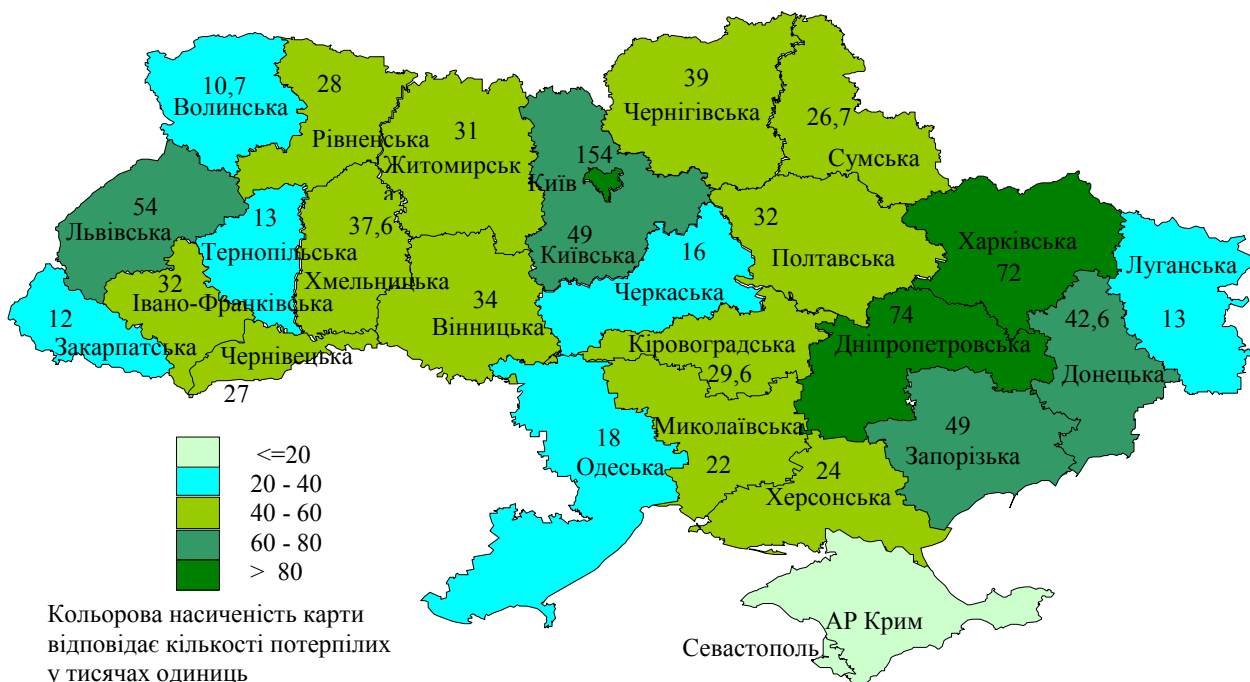 10,7
Волинська
28
Рівненська
31
Житомирськ
а
39
Чернігівська
26,7
Сумська
154
Київ
49
Київська
54
Львівська
13
Тернопільська
37,6
Хмельницька
16
Черкаська
32
Полтавська
Харківська
72
Луганська
13
32
Івано-Франківська
12
Закарпатська
Чернівецька
27
34
Вінницька
Кіровоградська
29,6
74
Дніпропетровська
42,6
Донецька
18
Одеська
Миколаївська
22
24
Херсонська
49
Запорізька
АР Крим
Севастополь
<=20
20 - 40
40 - 60
60 - 80
> 80
Кольорова насиченість карти
відповідає кількості потерпілих
у тисячах одиниць